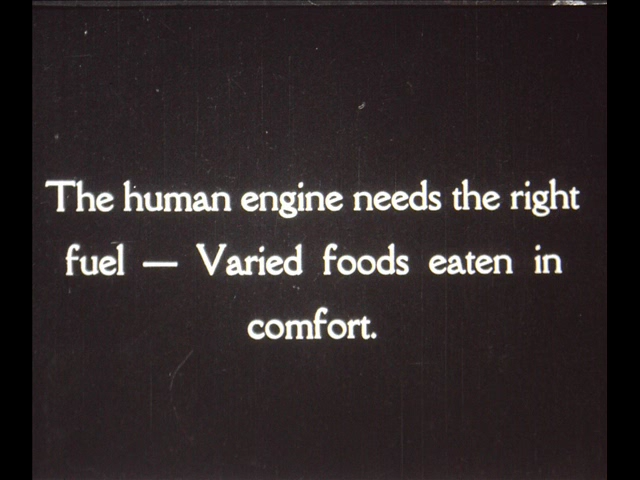 The human engine needs the right
fuel — Varied foods eaten in
comfort.